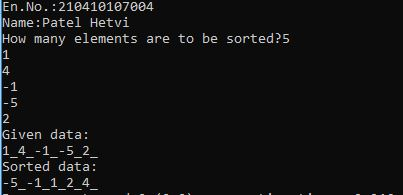 En.No.:210410107004
Name:Patel Hetvi
How many elements are to be sorted?5
1
4
-1
-5
2
Given data:
1_4_-1_-5_2_
Sorted data:
-5_-1_1_2_4_